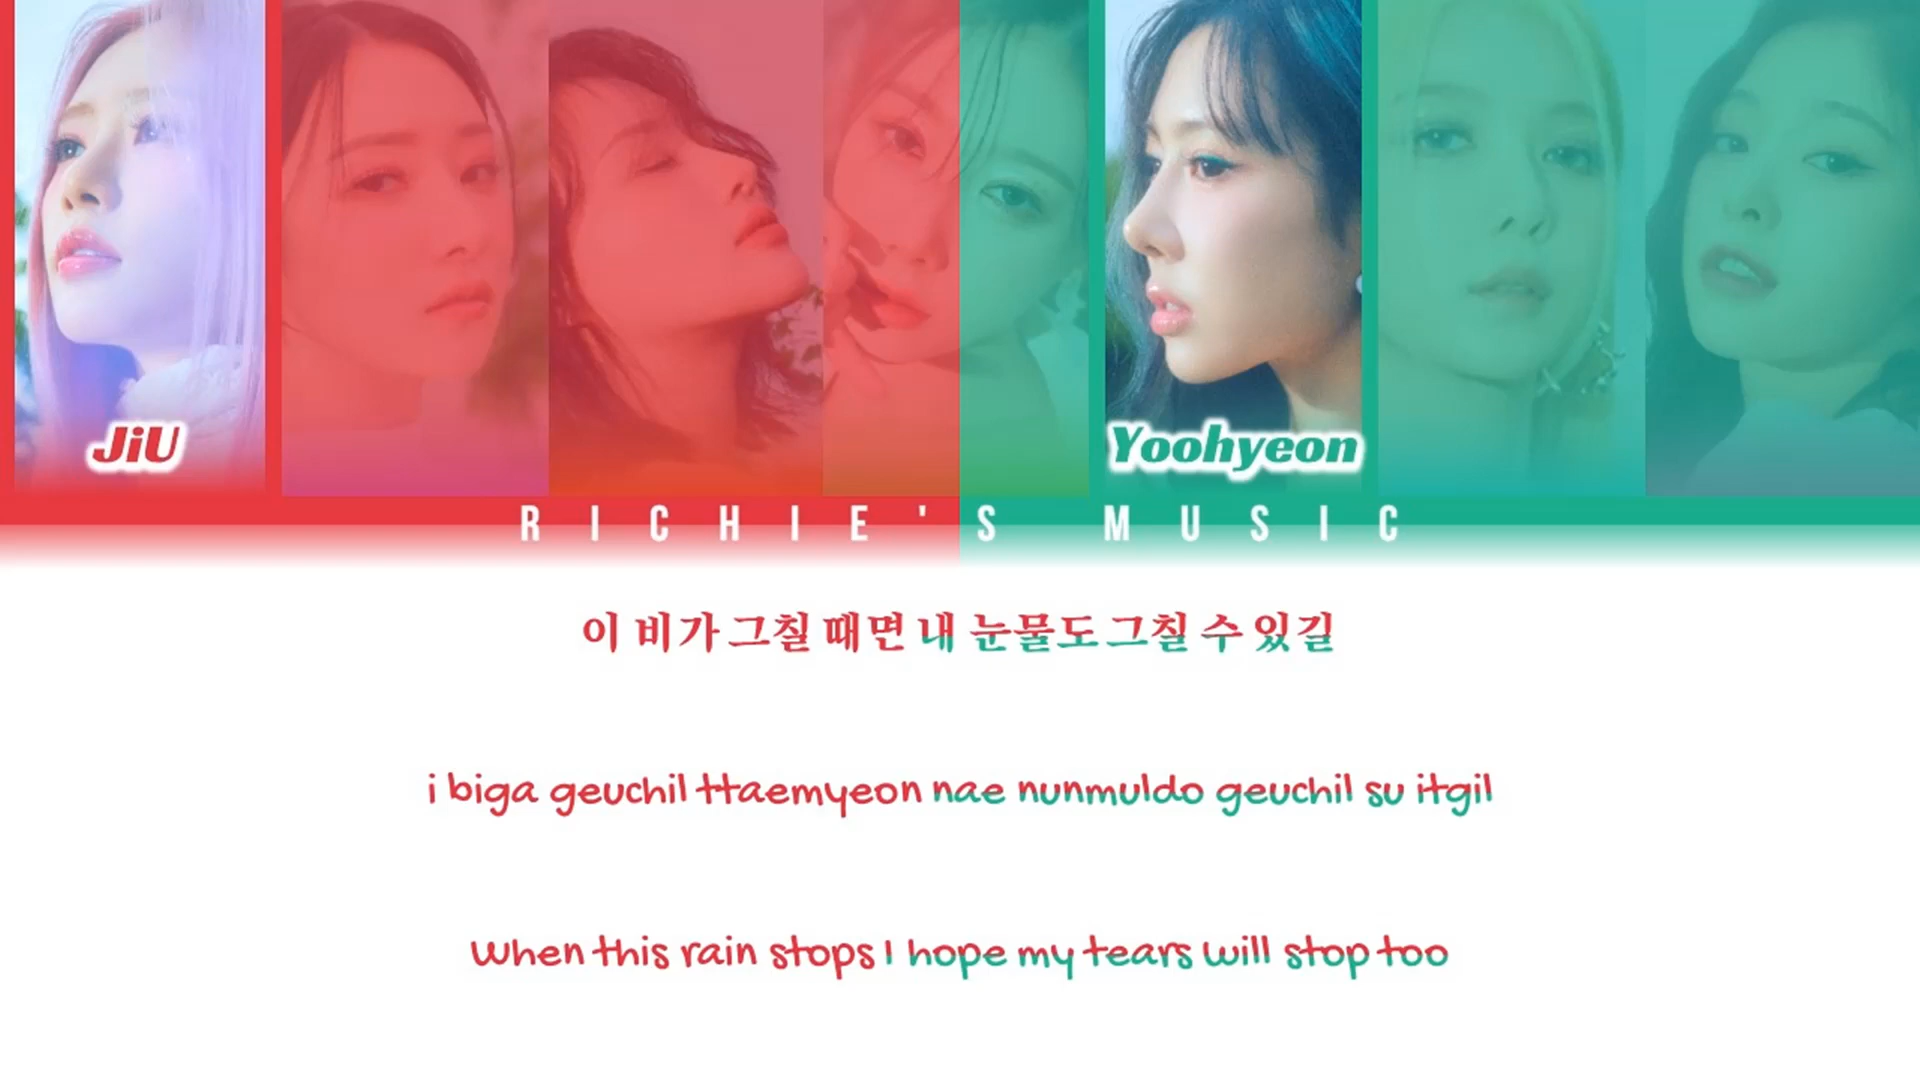 JiU
Yoohyeon
RICHIE'S MUSIC
이 비가 그칠 때면 내 눈물도 그칠 수 있길
i biga geuchil ttaemyeon nae nunmuldo geuchil su itgil
When this rain stops I hope my tears will stop too